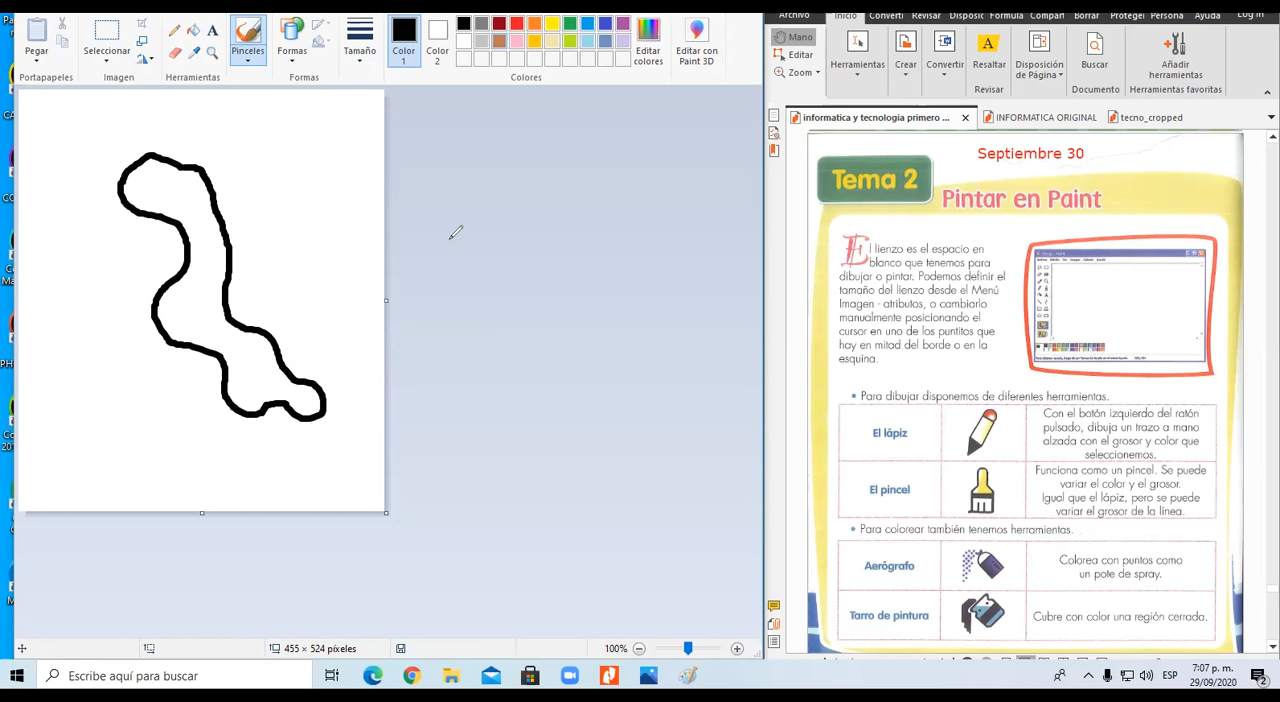 Pegar
Seleccionar
A
Pinceles
Formas
Tamaño
Color
1
Color
2
Editar
colores
Editar con
Paint 3D
Portapapeles
Imagen
Herramientas
Formas
Colores
455 × 524 píxeles
100%
Archivo Inicio Converti Revisar Disposic Fórmula Compart Borrar Protegei Persona Ayuda Log In
Mano
Editar
Zoom
Herramientas
Crear
Convertir
A
Resaltar
Disposición
de Página
Buscar
Añadir
herramientas
Revisar
Documento
Herramientas favoritas
informatica y tecnologia primero ...
INFORMATICA ORIGINAL
tecno_cropped
Septiembre 30
Tema 2
Pintar en Paint
El lienzo es el espacio en
blanco que tenemos para
dibujar o pintar. Podemos definir el
tamaño del lienzo desde el Menú
Imagen - atributos, o cambiarlo
manualmente posicionando el
cursor en uno de los puntitos que
hay en mitad del borde o en la
esquina.
• Para dibujar disponemos de diferentes herramientas.
El lápiz
Con el botón izquierdo del ratón
pulsado, dibuja un trazo a mano
alzada con el grosor y color que
seleccionemos.
El pincel
Funciona como un pincel. Se puede
variar el color y el grosor.
Igual que el lápiz, pero se puede
variar el grosor de la línea.
• Para colorear también tenemos herramientas.
Aerógrafo
Colorea con puntos como
un pote de spray.
Tarro de pintura
Cubre con color una región cerrada.
Escribe aquí para buscar
ESP
7:07 p. m.
29/09/2020
2